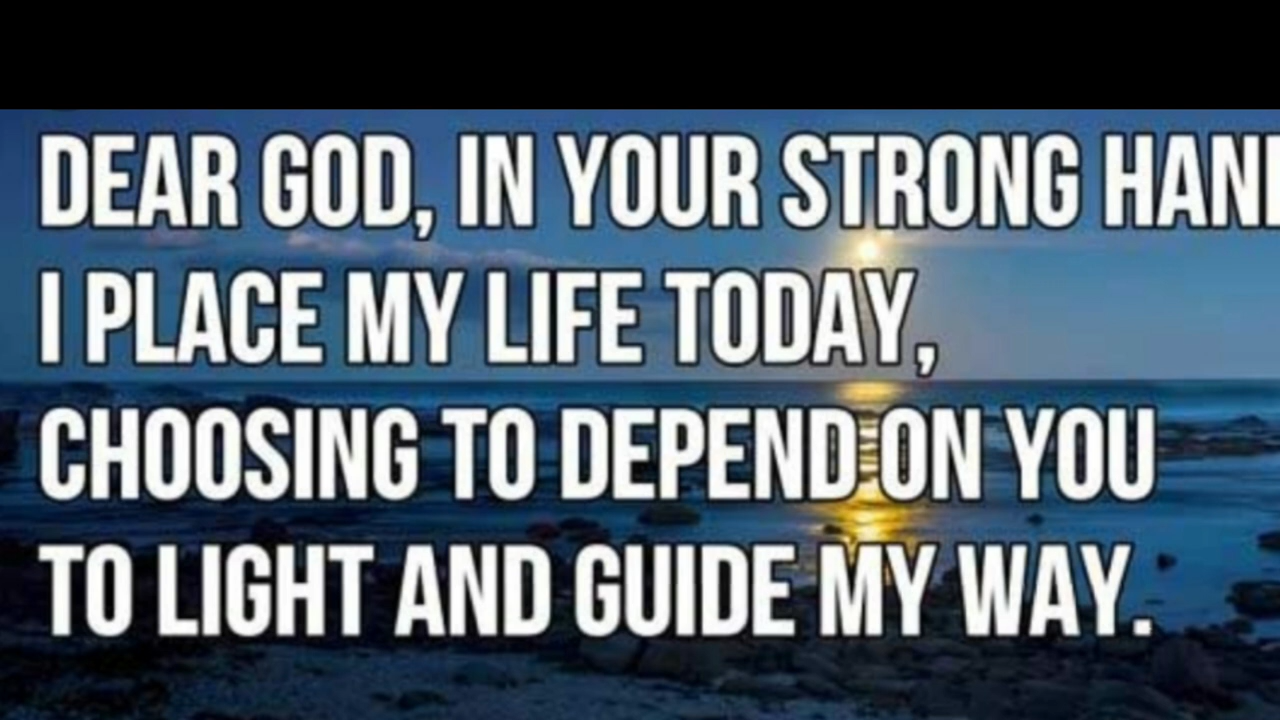 DEAR GOD, IN YOUR STRONG
I PLACE MY LIFE TODAY,
CHOOSING TO DEPEND ON YOU
TO LIGHT AND GUIDE MY WAY.